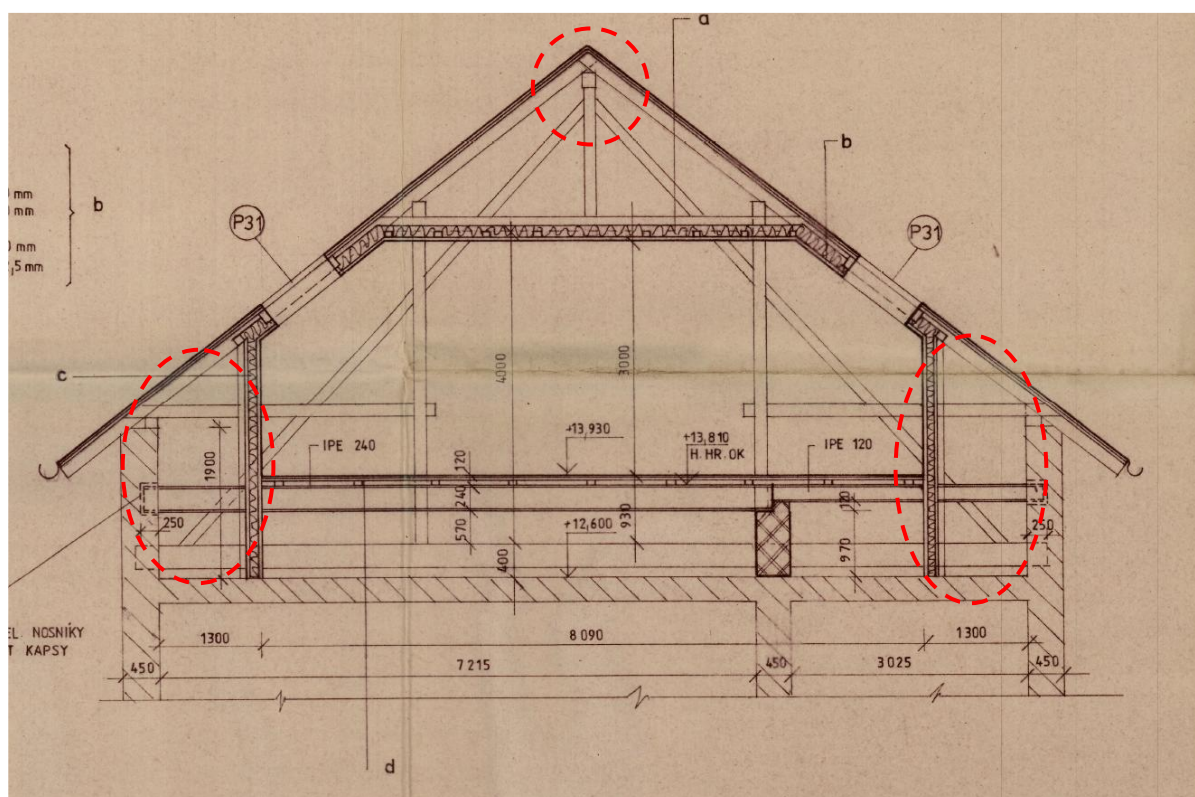 a
b
mm
mm
b
mm
,5 mm
P31
P31
c
4000
3000
1900
IPE 240
+13,930
+13,810
H. HR. OK
IPE 120
120
240
570
250
+12,600
930
400
120
970
250
EL. NOSNÍKY
T KAPSY
1300
8 090
1300
450
7 215
450
3 025
450
d